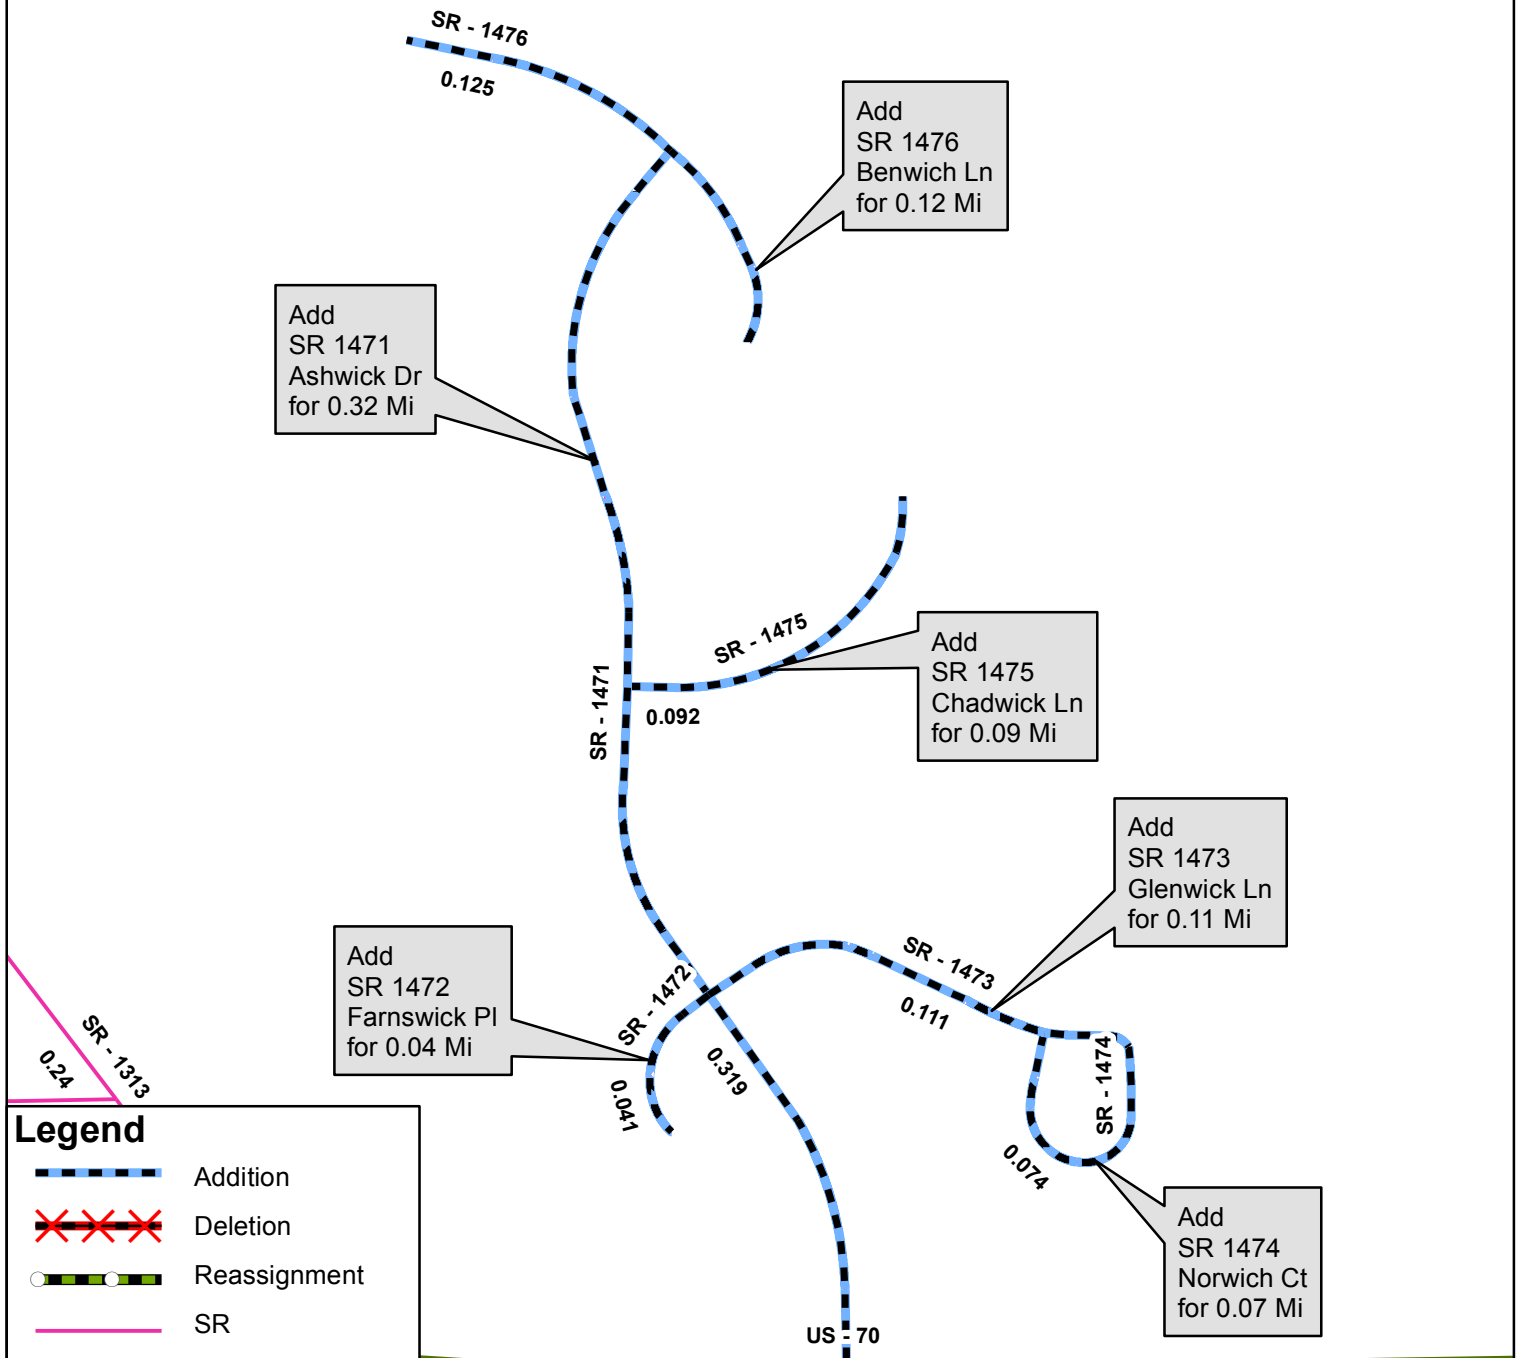 SR - 1476
0.125
Add
SR 1476
Benwich Ln
for 0.12 Mi
Add
SR 1471
Ashwick Dr
for 0.32 Mi
SR - 1475
0.092
Add
SR 1475
Chadwick Ln
for 0.09 Mi
SR - 1471
Add
SR 1473
Glenwick Ln
for 0.11 Mi
SR - 1473
0.111
Add
SR 1472
Farnswick Pl
for 0.04 Mi
SR - 1472
0.041
0.319
SR - 1474
0.074
Add
SR 1474
Norwich Ct
for 0.07 Mi
SR - 1313
0.24
US - 70
Legend
Addition
Deletion
Reassignment
SR